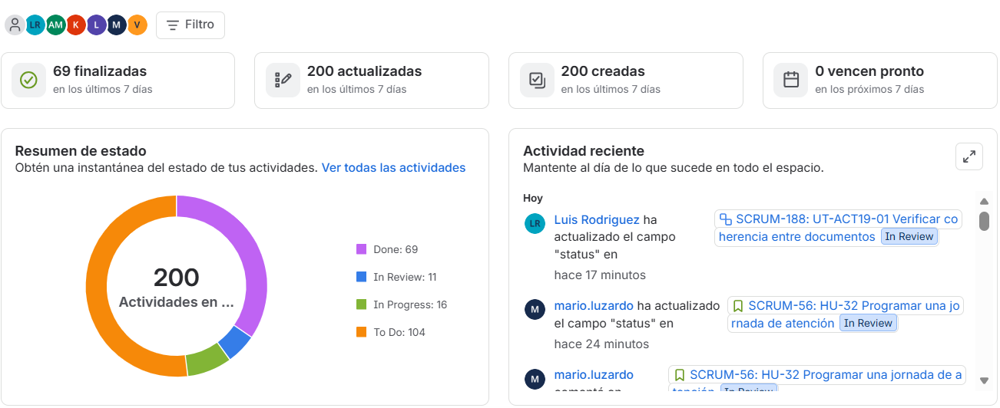 LR AM K L M V Filtro
69 finalizadas
en los últimos 7 días
200 actualizadas
en los últimos 7 días
200 creadas
en los últimos 7 días
0 vencen pronto
en los próximos 7 días
Resumen de estado
Obtén una instantánea del estado de tus actividades. Ver todas las actividades
200
Actividades en ...
Done: 69
In Review: 11
In Progress: 16
To Do: 104
Actividad reciente
Mantente al día de lo que sucede en todo el espacio.
Hoy
LR
Luis Rodriguez ha
actualizado el campo
"status" en
SCRUM-188: UT-ACT19-01 Verificar co
herencia entre documentos In Review
hace 17 minutos
M
mario.luzardo ha actualizado
el campo "status" en
SCRUM-56: HU-32 Programar una jo
rnada de atención In Review
hace 24 minutos
M
mario.luzardo
comentó en
SCRUM-56: HU-32 Programar una jornada de a
tención In Review